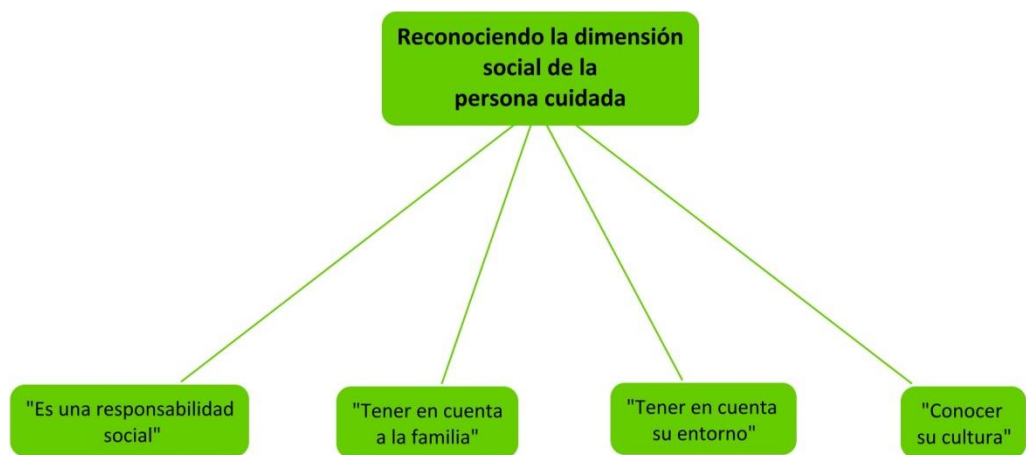 Reconociendo la dimensión
social de la
persona cuidada
"Es una responsabilidad
social"
"Tener en cuenta
a la familia"
"Tener en cuenta
su entorno"
"Conocer
su cultura"